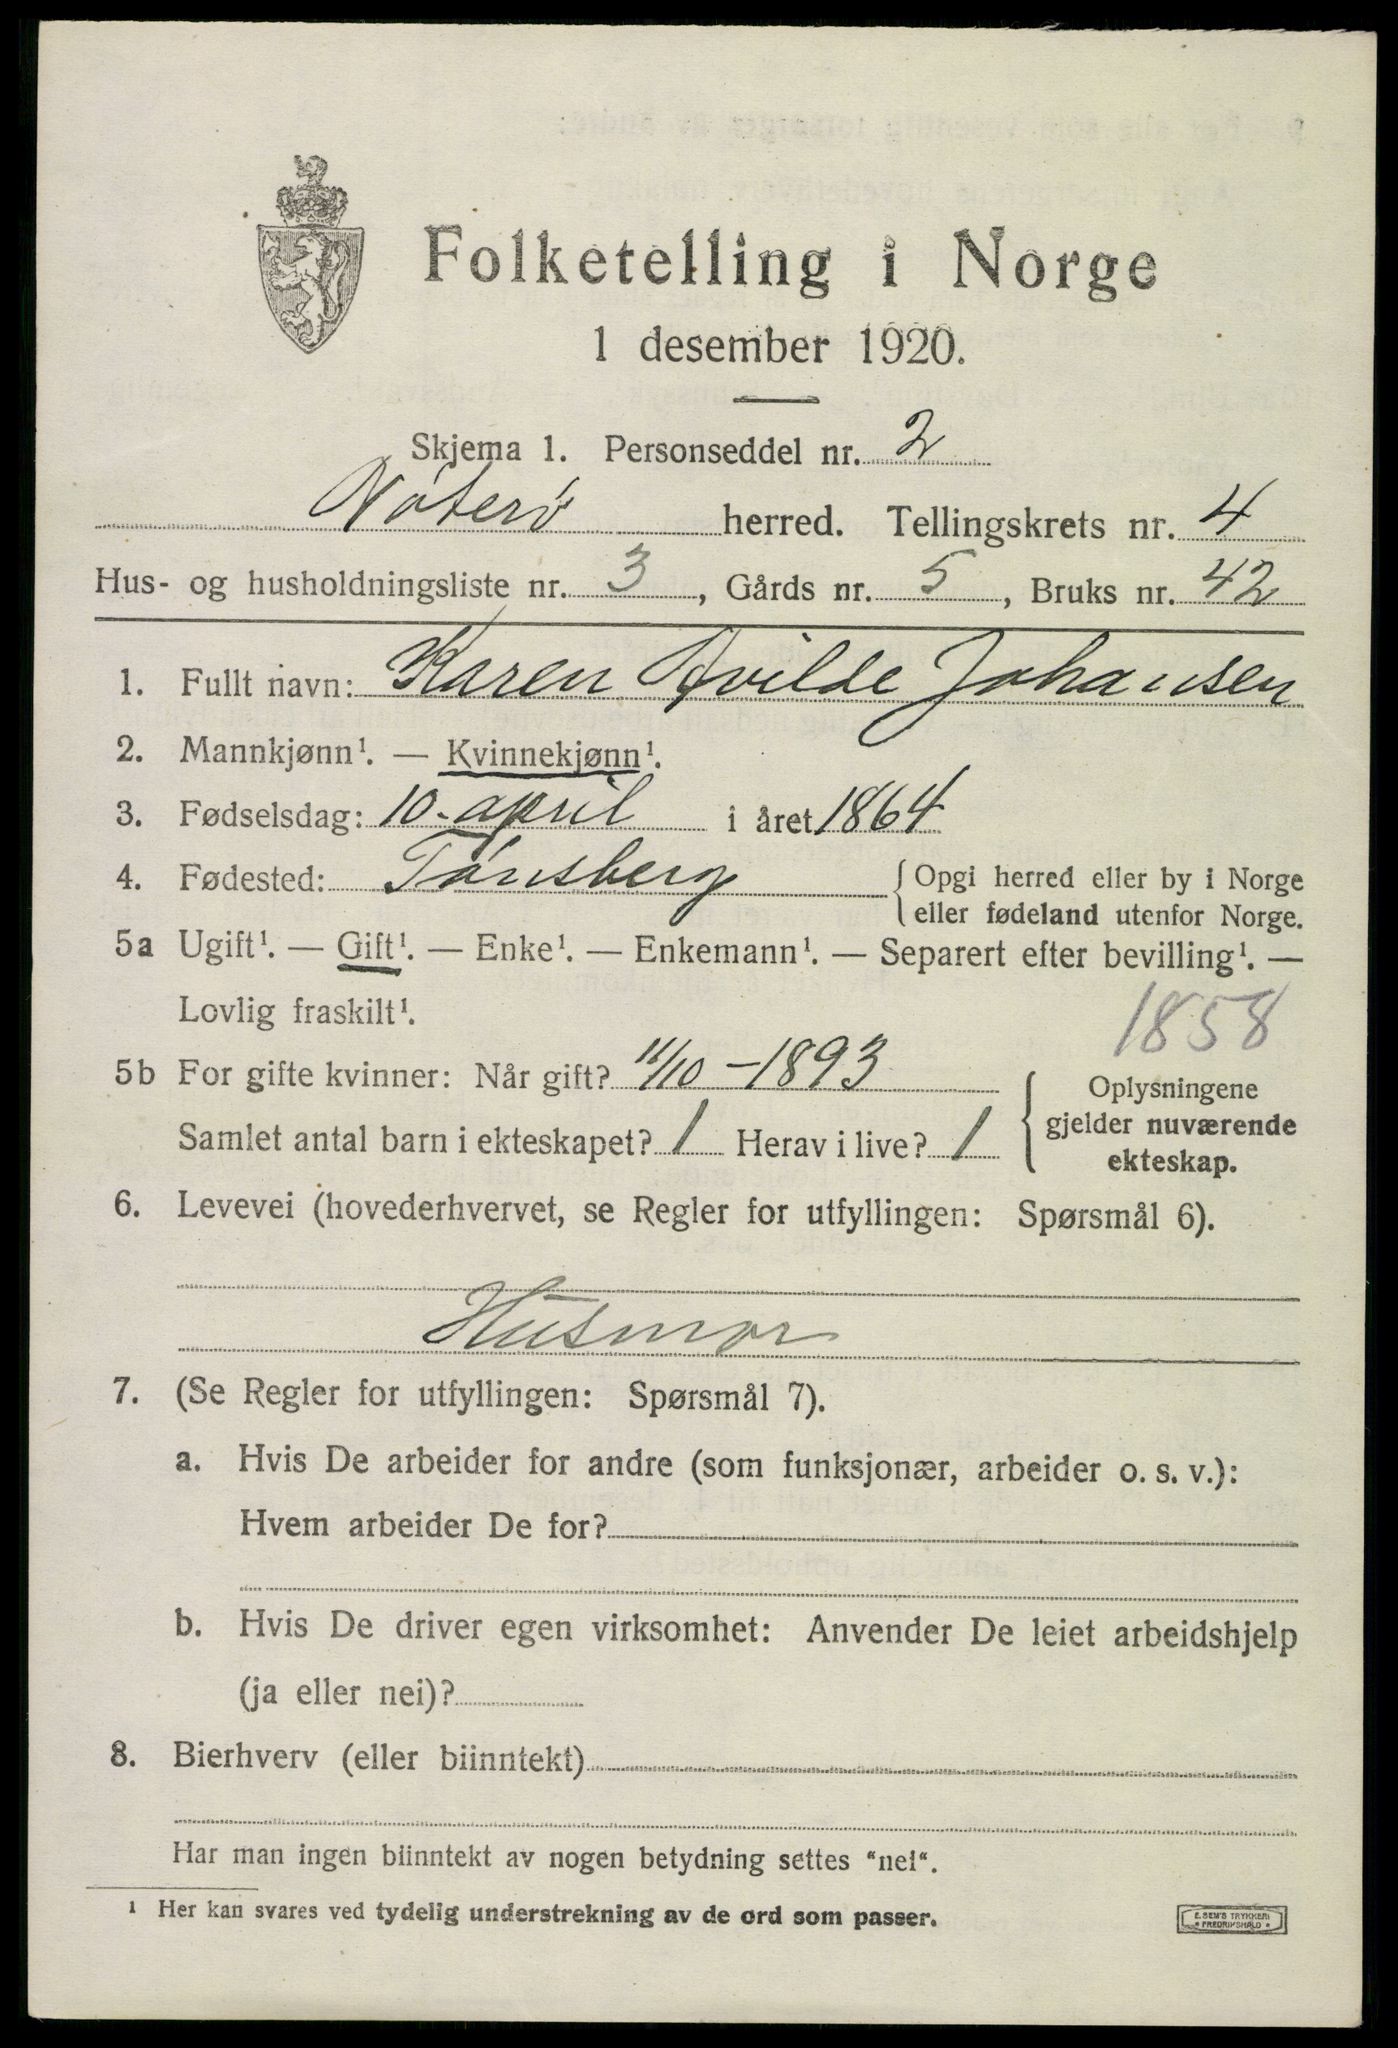 Folketelling i Norge
1 desember 1920.
Skjema 1. Personseddel nr. 2
Nøterø herred. Tellingskrets nr. 4
Hus- og husholdningsliste nr. 3, Gårds nr. 5, Bruks nr. 42
1. Fullt navn: Karen Hvilde Johansen
2. Mannkjønn¹. — Kvinnekjønn¹.
3. Fødselsdag: 10. april i året 1864
4. Fødested: Tønsberg { Opgi herred eller by i Norge
eller fødeland utenfor Norge.
5a Ugift¹. — Gift¹. — Enke¹. — Enkemann¹. — Separert efter bevilling¹. —
Lovlig fraskilt¹.
1858
5b For gifte kvinner: Når gift? 11/10 - 1893
Samlet antal barn i ekteskapet? 1 Herav i live? 1
{ Oplysningene
gjelder nuværende
ekteskap.
6. Levevei (hovederhvervet, se Regler for utfyllingen: Spørsmål 6).
Husmor
7. (Se Regler for utfyllingen: Spørsmål 7).
a. Hvis De arbeider for andre (som funksjonær, arbeider o. s. v.):
Hvem arbeider De for?
b. Hvis De driver egen virksomhet: Anvender De leiet arbeidshjelp
(ja eller nei)?
8. Bierhverv (eller biinntekt)
Har man ingen biinntekt av nogen betydning settes "nei".
¹ Her kan svares ved tydelig understrekning av de ord som passer.
E. SEM'S TRYKKERI
* FREDRIKSHALD *